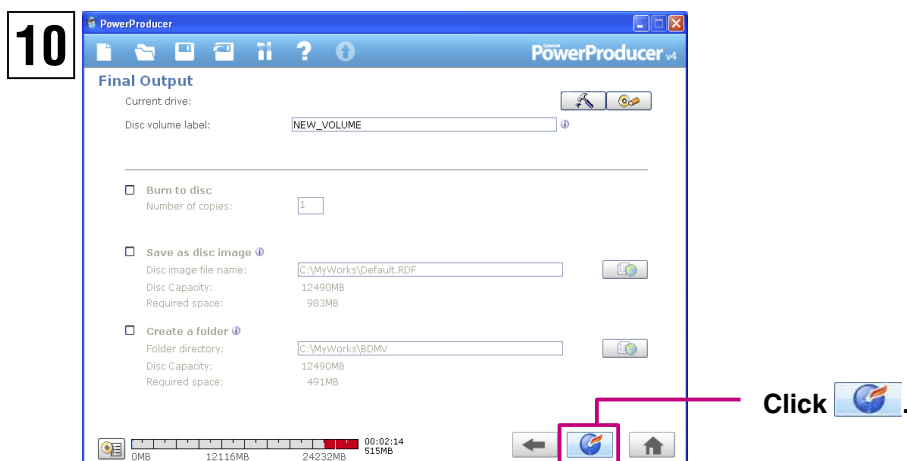 10
PowerProducer
CyberLink
PowerProducer v4
Final Output
Current drive:
Disc volume label: NEW_VOLUME
Burn to disc
Number of copies: 1
Save as disc image
Disc image file name: C:\MyWorks\Default.RDF
Disc Capacity: 12490MB
Required space: 983MB
Create a folder
Folder directory: C:\MyWorks\BDMV
Disc Capacity: 12490MB
Required space: 491MB
Click .
00:02:14
515MB
0MB 12116MB 24232MB